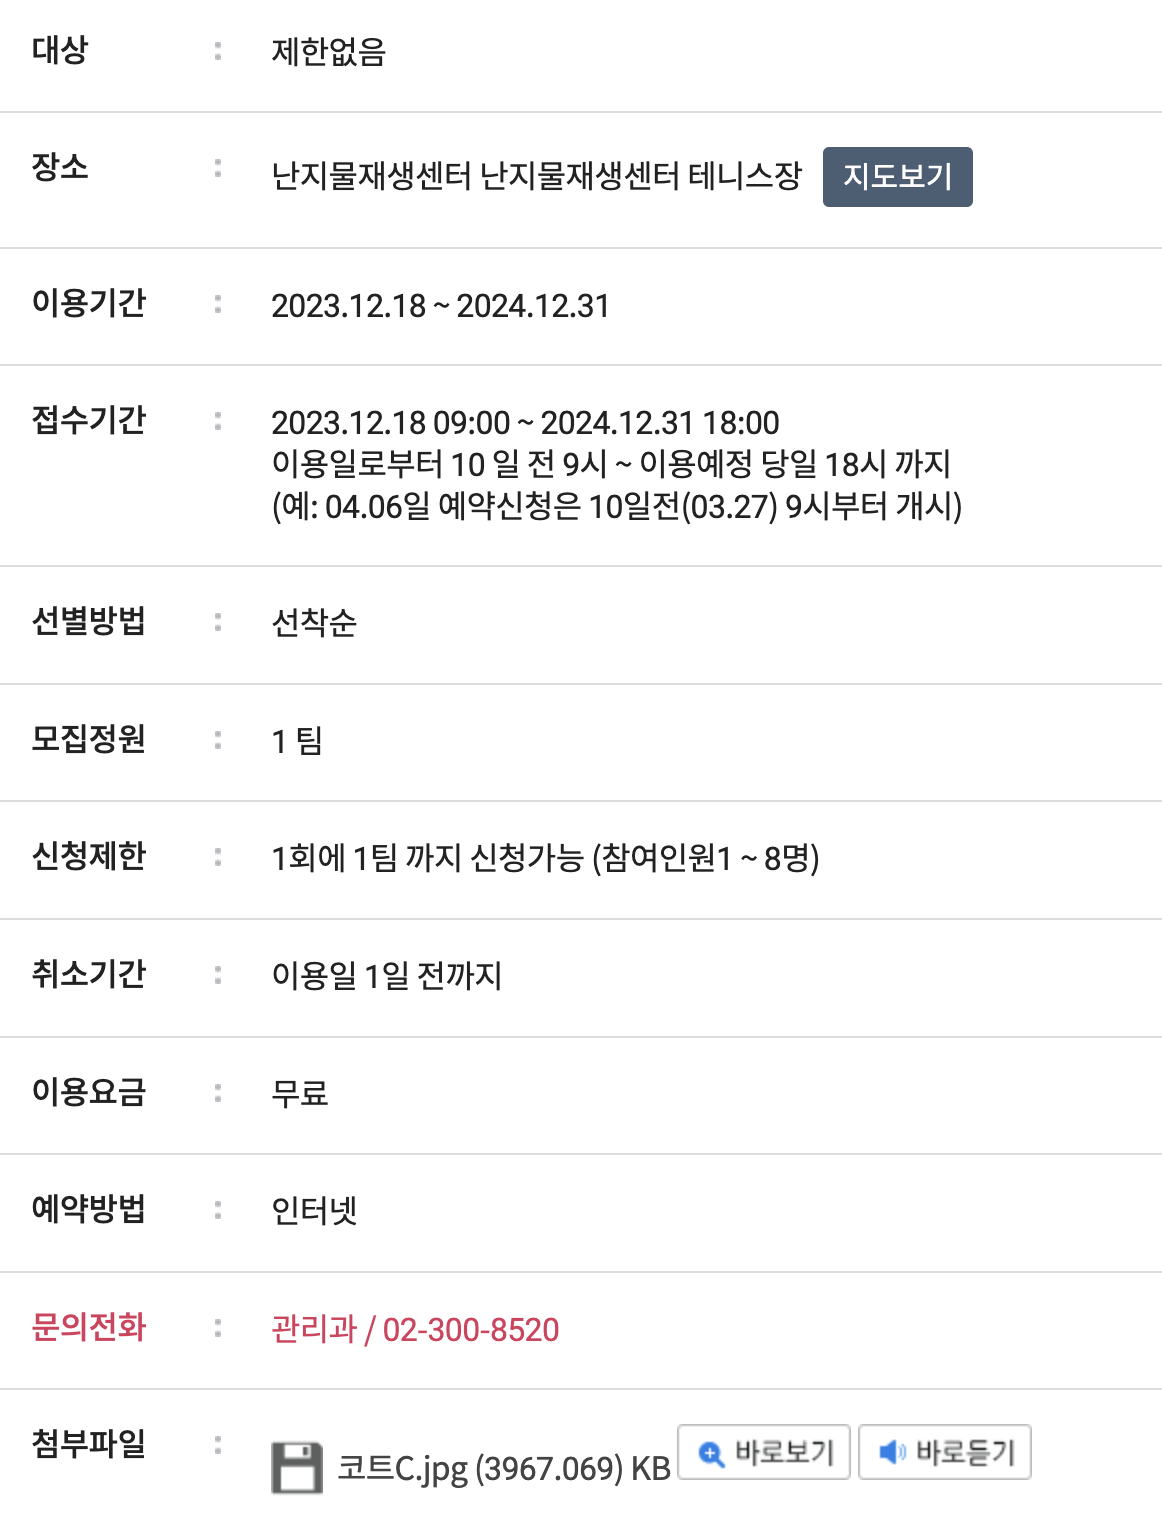 대상 : 제한없음
장소 : 난지물재생센터 난지물재생센터 테니스장 지도보기
이용기간 : 2023.12.18 ~ 2024.12.31
접수기간 : 2023.12.18 09:00 ~ 2024.12.31 18:00
이용일로부터 10 일 전 9시 ~ 이용예정 당일 18시 까지
(예: 04.06일 예약신청은 10일전(03.27) 9시부터 개시)
선별방법 : 선착순
모집정원 : 1 팀
신청제한 : 1회에 1팀 까지 신청가능 (참여인원1 ~ 8명)
취소기간 : 이용일 1일 전까지
이용요금 : 무료
예약방법 : 인터넷
문의전화 : 관리과 / 02-300-8520
첨부파일 : 코트C.jpg (3967.069) KB 바로보기 바로듣기